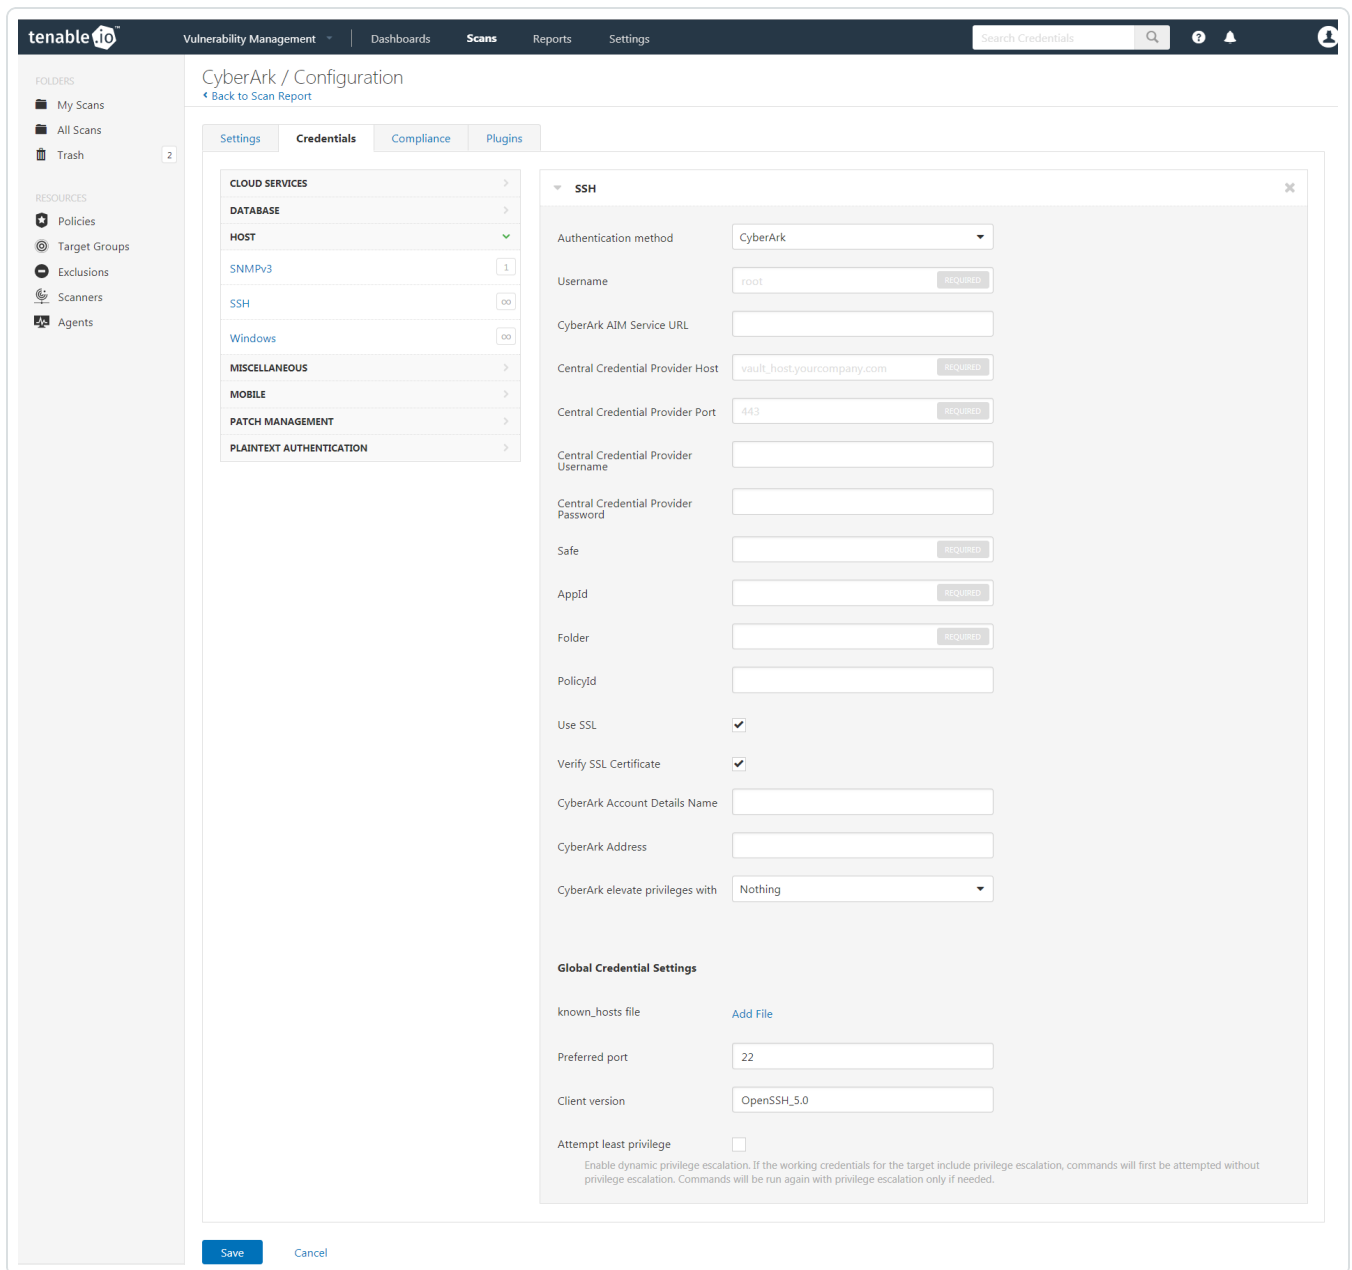 tenable.io™
Vulnerability Management
Dashboards
Scans
Reports
Settings
Search Credentials
CyberArk / Configuration
Back to Scan Report
FOLDERS
My Scans
All Scans
Trash
2
RESOURCES
Policies
Target Groups
Exclusions
Scanners
Agents
Settings
Credentials
Compliance
Plugins
CLOUD SERVICES
DATABASE
HOST
SNMPv3
1
SSH
∞
Windows
∞
MISCELLANEOUS
MOBILE
PATCH MANAGEMENT
PLAINTEXT AUTHENTICATION
SSH
Authentication method
CyberArk
Username
root
REQUIRED
CyberArk AIM Service URL
Central Credential Provider Host
vault_host.yourcompany.com
REQUIRED
Central Credential Provider Port
443
REQUIRED
Central Credential Provider
Username
Central Credential Provider
Password
Safe
REQUIRED
AppId
REQUIRED
Folder
REQUIRED
PolicyId
Use SSL
Verify SSL Certificate
CyberArk Account Details Name
CyberArk Address
CyberArk elevate privileges with
Nothing
Global Credential Settings
known_hosts file
Add File
Preferred port
22
Client version
OpenSSH_5.0
Attempt least privilege
Enable dynamic privilege escalation. If the working credentials for the target include privilege escalation, commands will first be attempted without
privilege escalation. Commands will be run again with privilege escalation only if needed.
Save
Cancel